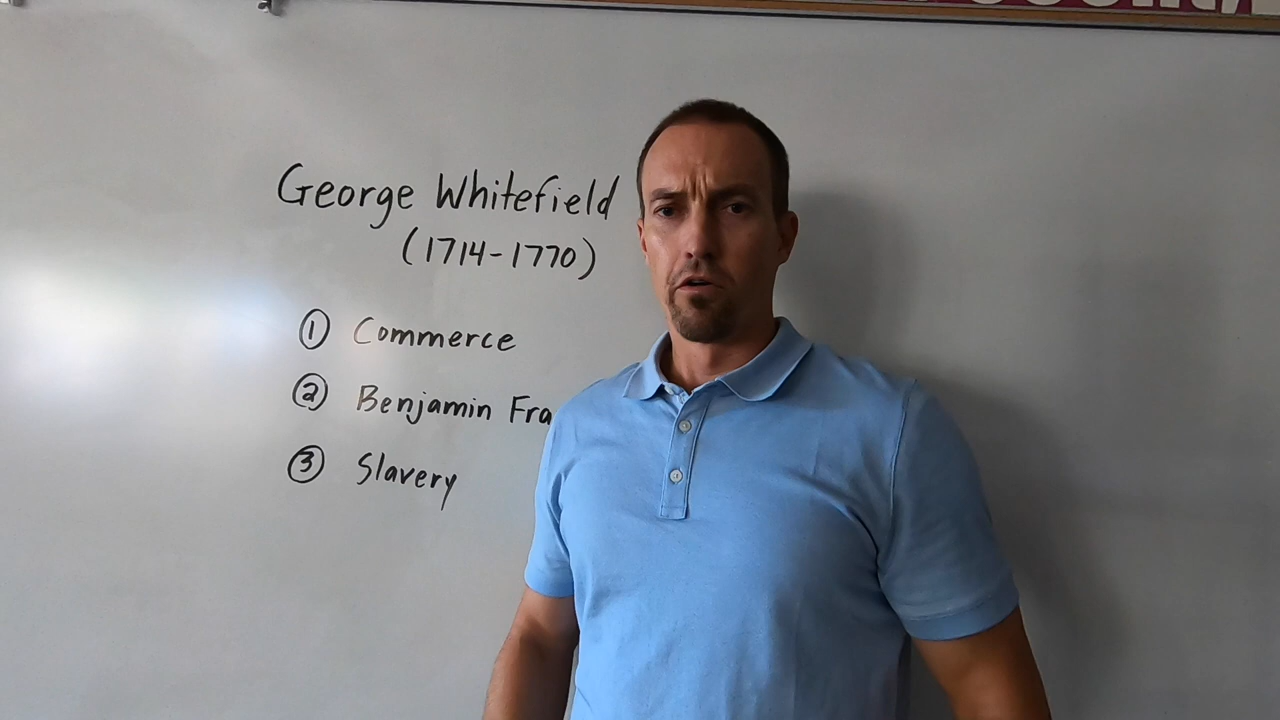 George Whitefield
(1714-1770)
① Commerce
② Benjamin Fra
③ Slavery